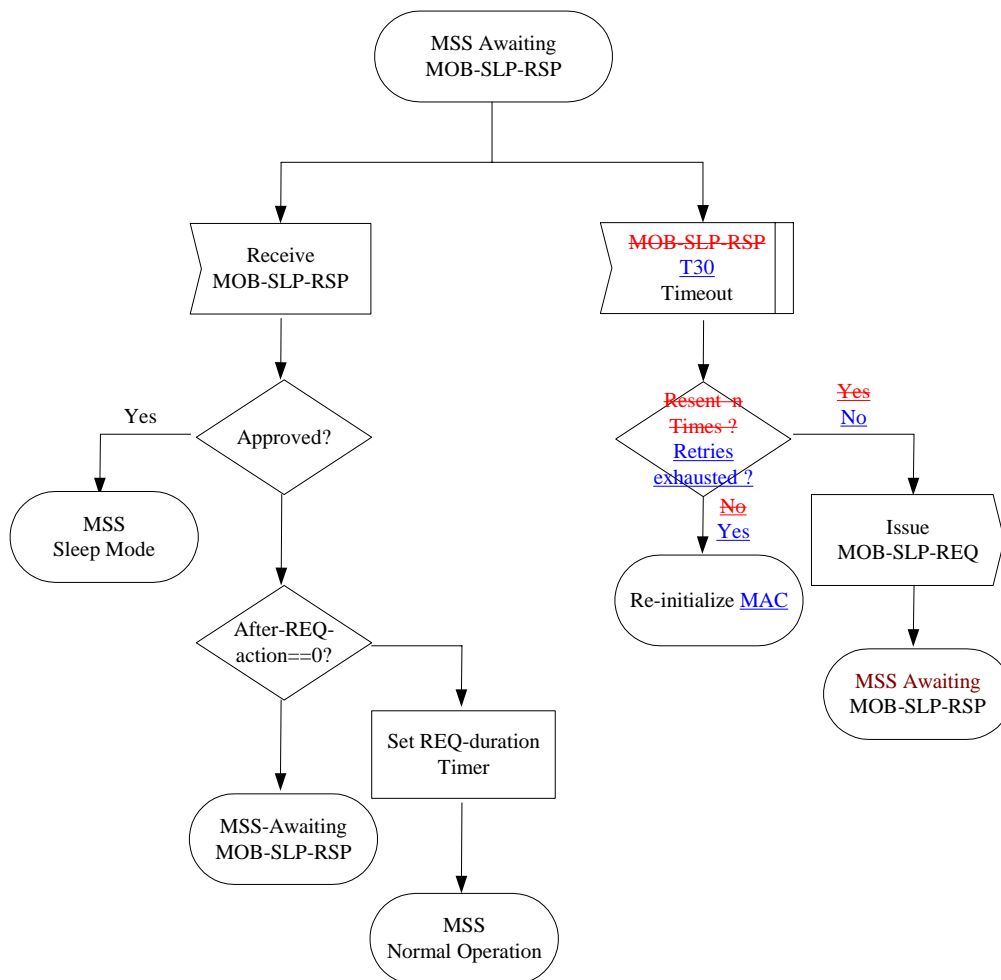 MSS Awaiting
MOB-SLP-RSP
Receive
MOB-SLP-RSP
MOB-SLP-RSP
T30
Timeout
Yes
Approved?
Resent n
Times ?
Retries
exhausted ?
Yes
No
No
Yes
MSS
Sleep Mode
Issue
MOB-SLP-REQ
Re-initialize MAC
After-REQ-
action==0?
MSS Awaiting
MOB-SLP-RSP
Set REQ-duration
Timer
MSS-Awaiting
MOB-SLP-RSP
MSS
Normal Operation